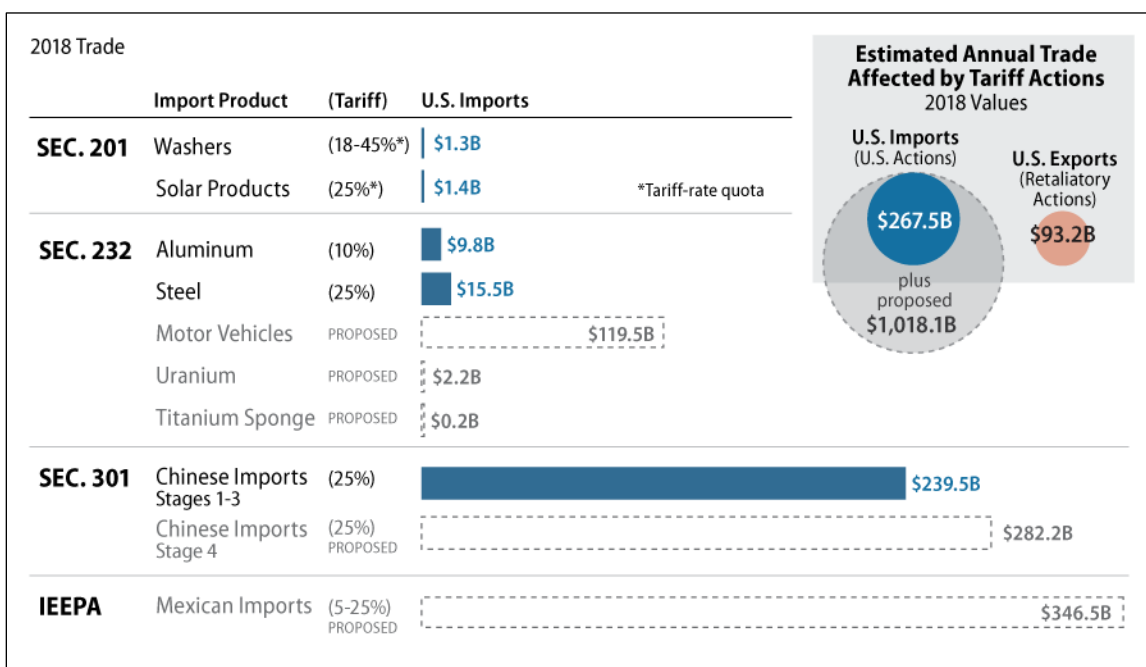 2018 Trade
Import Product (Tariff) U.S. Imports
SEC. 201 Washers (18-45%*) $1.3B
Solar Products (25%*) $1.4B *Tariff-rate quota
SEC. 232 Aluminum (10%) $9.8B
Steel (25%) $15.5B
Motor Vehicles PROPOSED $119.5B
Uranium PROPOSED $2.2B
Titanium Sponge PROPOSED $0.2B
SEC. 301 Chinese Imports (25%) $239.5B
Stages 1-3
Chinese Imports (25%) $282.2B
Stage 4 PROPOSED
IEEPA Mexican Imports (5-25%) $346.5B
PROPOSED
Estimated Annual Trade
Affected by Tariff Actions
2018 Values
U.S. Imports
(U.S. Actions)
$267.5B
plus
proposed
$1,018.1B
U.S. Exports
(Retaliatory
Actions)
$93.2B